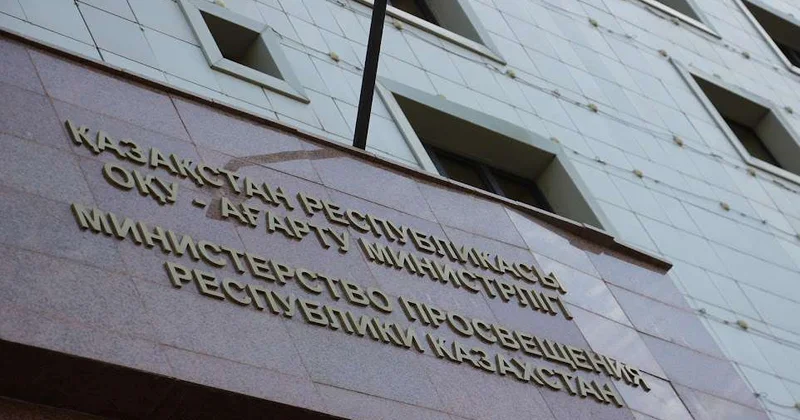 ҚАЗАҚСТАН РЕСПУБЛИКАСЫ
ОҚУ - АҒАРТУ МИНИСТРЛІГІ
МИНИСТЕРСТВО ПРОСВЕЩЕНИЯ
РЕСПУБЛИКИ КАЗАХСТАН